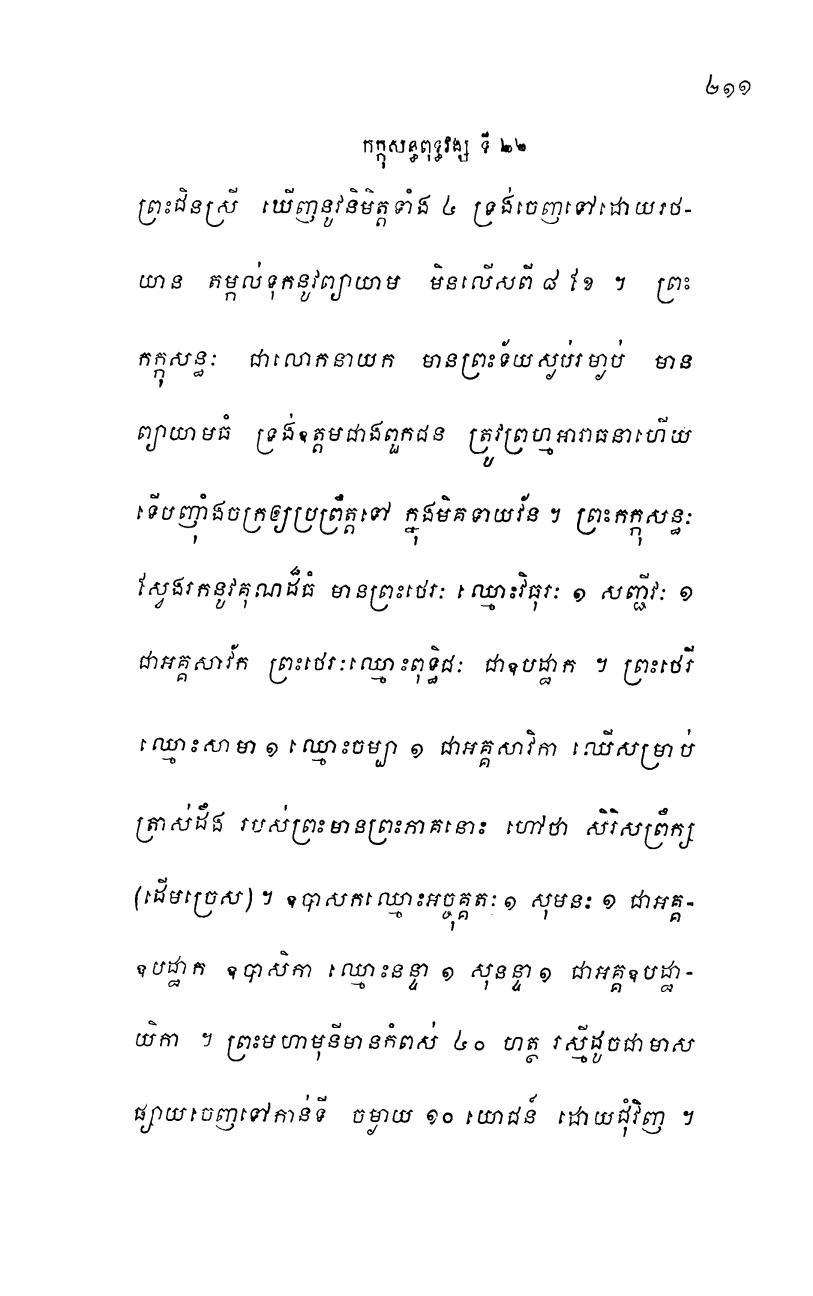 ២១១
កក្កុសន្ធពុទ្ធវង្ស ទី ២២
ព្រះជិនស្រី ឃើញនូវនិមិត្តទាំង ៤ ទ្រង់ចេញទៅដោយរថ-
យាន តម្កល់ទុកនូវព្យាយាម មិនលើសពី ៨ ខែ ។ ព្រះ
កក្កុសន្ធៈ ជាលោកនាយក មានព្រះទ័យស្ងប់រម្ងាប់ មាន
ព្យាយាមធំ ទ្រង់ឧត្តមជាងពួកជន ត្រូវព្រហ្មអារាធនាហើយ
ទើបញ៉ាំងចក្រឲ្យប្រព្រឹត្តទៅ ក្នុងមិគទាយវ័ន ។ ព្រះកក្កុសន្ធៈ
ស្វែងរកនូវគុណដ៏ធំ មានព្រះថេរៈ ឈ្មោះវិធុរៈ ១ សញ្ជីវៈ ១
ជាអគ្គសាវ័ក ព្រះថេរៈឈ្មោះពុទ្ធិជៈ ជាឧបដ្ឋាក ។ ព្រះថេរី
ឈ្មោះសាមា ១ ឈ្មោះចម្បា ១ ជាអគ្គសាវិកា ឈើសម្រាប់
ត្រាស់ដឹង របស់ព្រះមានព្រះភាគនោះ ហៅថា សិរិសព្រឹក្ស
(ដើមច្រេស) ។ ឧបាសកឈ្មោះអច្ចុគ្គតៈ ១ សុមនះ ១ ជាអគ្គ-
ឧបដ្ឋាក ឧបាសិកា ឈ្មោះនន្ទា ១ សុនន្ទា ១ ជាអគ្គឧបដ្ឋា-
យិកា ។ ព្រះមហាមុនីមានកំពស់ ៤០ ហត្ថ រស្មីដូចជាមាស
ផ្សាយចេញទៅកាន់ទី ចម្ងាយ ១០ យោជន៍ ដោយជុំវិញ ។